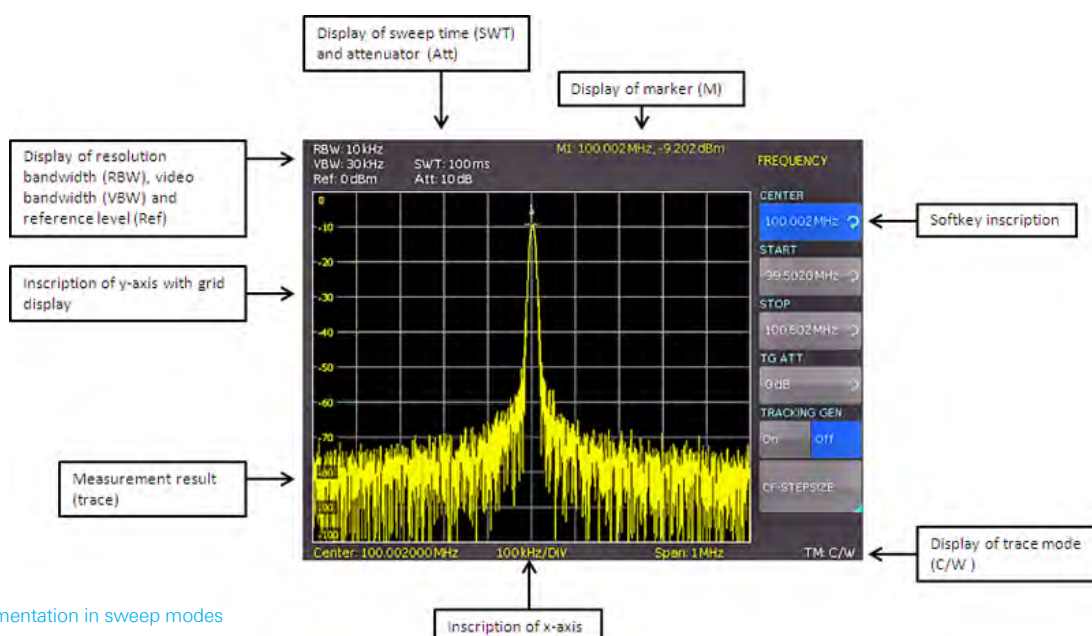 Display of sweep time (SWT)
and attenuator (Att)
Display of marker (M)
Display of resolution
bandwidth (RBW), video
bandwidth (VBW) and
reference level (Ref)
Inscription of y-axis with grid
display
Measurement result
(trace)
RBW: 10 kHz
VBW: 30 kHz SWT: 100 ms
Ref: 0 dBm Att: 10 dB
M1: 100.002 MHz, -9.202 dBm
0
-10
-20
-30
-40
-50
-60
-70
-80
-100
Center: 100.002000 MHz 100 kHz/DIV Span: 1 MHz TM: C/W
FREQUENCY
CENTER
100.002 MHz
START
99.5020 MHz
STOP
100.502 MHz
TG ATT
0 dB
TRACKING GEN
On Off
CF-STEPSIZE
Softkey inscription
Display of trace mode
(C/W )
Inscription of x-axis
mentation in sweep modes